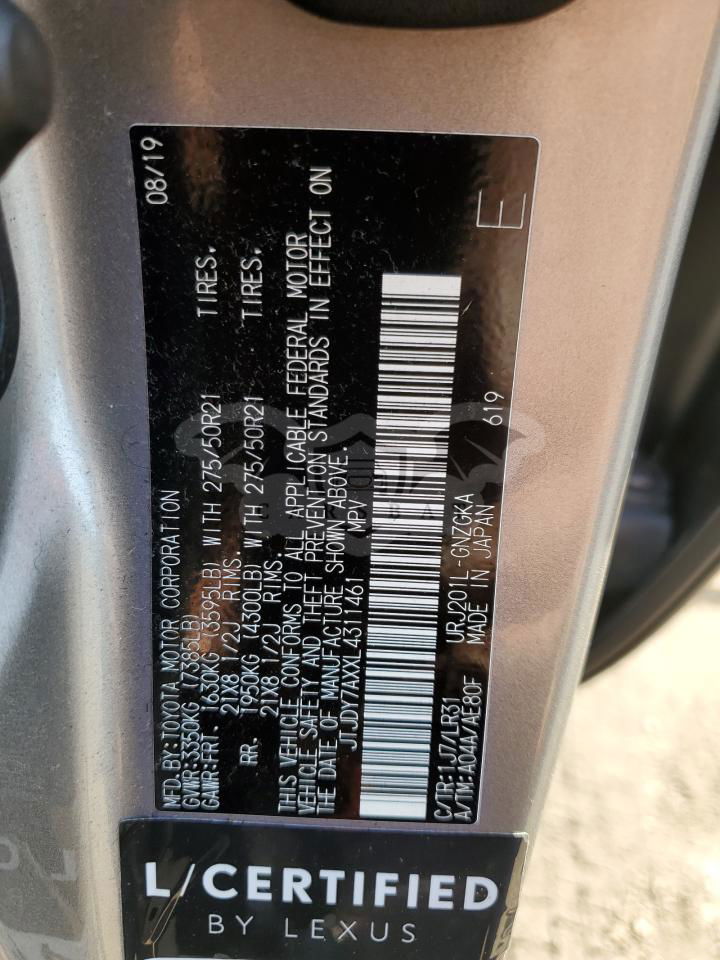 MFD.BY:TOYOTA MOTOR CORPORATION 08/19
GVWR:3350KG (7385LB)
GAWR:FRT. 1630KG (3595LB) WITH 275/50R21 TIRES,
21X8 1/2J RIMS.
RR. 1950KG (4300LB) WITH 275/50R21 TIRES,
21X8 1/2J RIMS.
THIS VEHICLE CONFORMS TO ALL APPLICABLE FEDERAL MOTOR
VEHICLE SAFETY AND THEFT PREVENTION STANDARDS IN EFFECT ON
THE DATE OF MANUFACTURE SHOWN ABOVE.
JTJDY7AXXL4311461 MPV
C/TR:1J7/LR31 URJ201L-GNZGKA
A/TM:A04A/AE80F MADE IN JAPAN 619
E
L/CERTIFIED
BY LEXUS